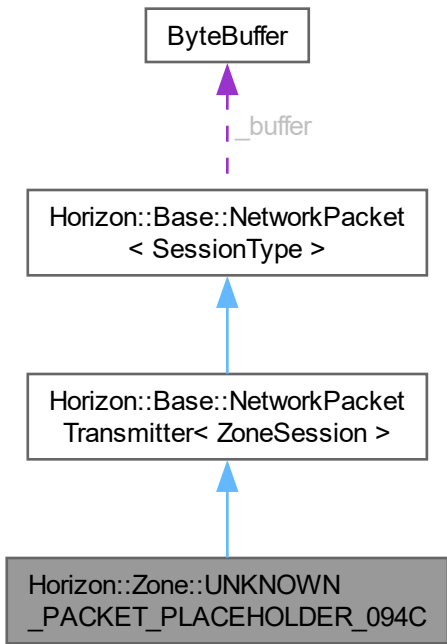 ByteBuffer
_buffer
Horizon::Base::NetworkPacket
< SessionType >
Horizon::Base::NetworkPacket
Transmitter< ZoneSession >
Horizon::Zone::UNKNOWN
_PACKET_PLACEHOLDER_094C